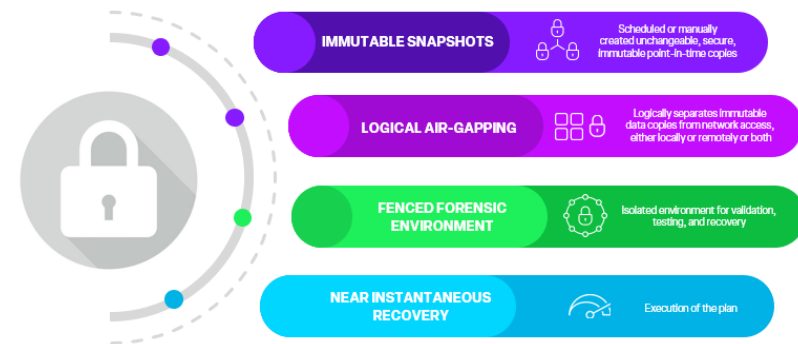 IMMUTABLE SNAPSHOTS
Scheduled or manually
created unchangeable, secure,
immutable point-in-time copies
LOGICAL AIR-GAPPING
Logically separates immutable
data copies from network access,
either locally or remotely or both
FENCED FORENSIC
ENVIRONMENT
Isolated environment for validation,
testing, and recovery
NEAR INSTANTANEOUS
RECOVERY
Execution of the plan